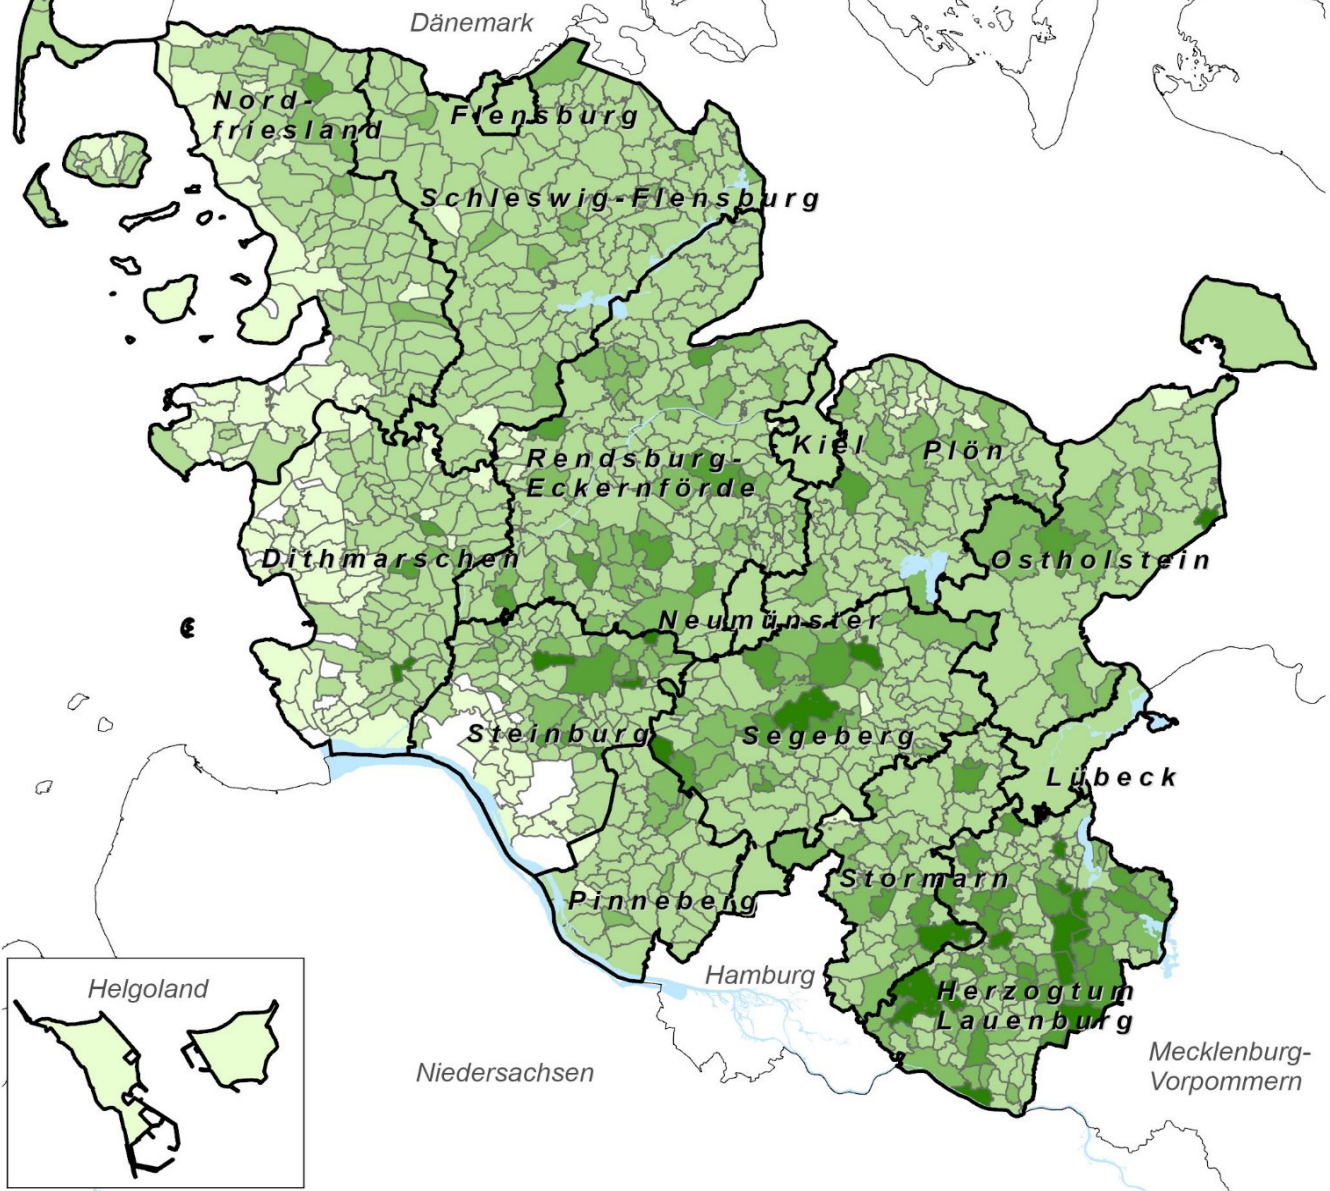 Dänemark
Nord-
friesland
Flensburg
Schleswig-Flensburg
Kiel
Plön
Rendsburg-
Eckernförde
Dithmarschen
Ostholstein
Neumünster
Steinburg
Segeberg
Lübeck
Stormarn
Pinneberg
Hamburg
Helgoland
Herzogtum
Lauenburg
Niedersachsen
Mecklenburg-
Vorpommern